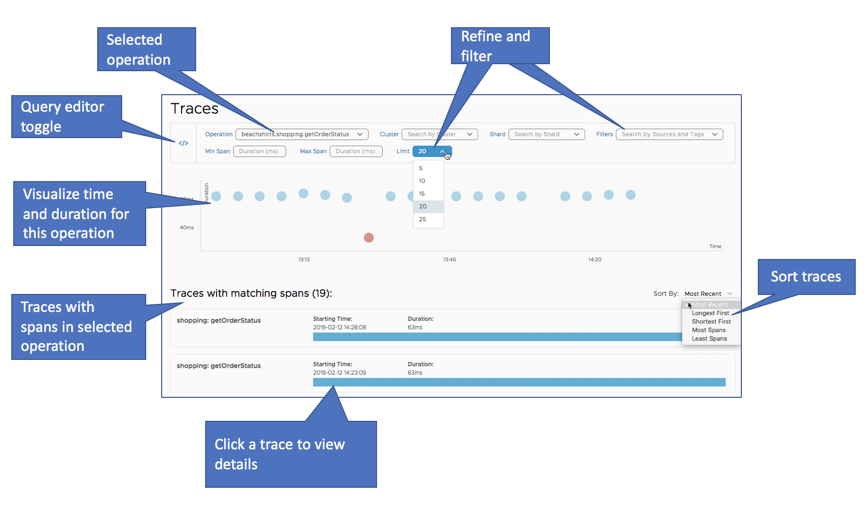 Selected
operation
Refine and
filter
Query editor
toggle
Traces
</>
Operation beachshirts.shopping.getOrderStatus Cluster Search by Cluster Shard Search by Shard Filters Search by Sources and Tags
Min Span Duration (ms) Max Span Duration (ms) Limit 20
5
10
15
20
25
Visualize time
and duration for
this operation
40ms
Time
13:13 13:46 14:20
Sort traces
Traces with matching spans (19):
Sort By: Most Recent
Most Recent
Longest First
Shortest First
Most Spans
Least Spans
Traces with
spans in selected
operation
shopping: getOrderStatus
Starting Time: Duration:
2019-02-12 14:28:08 63ms
shopping: getOrderStatus
Starting Time: Duration:
2019-02-12 14:23:09 63ms
Click a trace to view
details